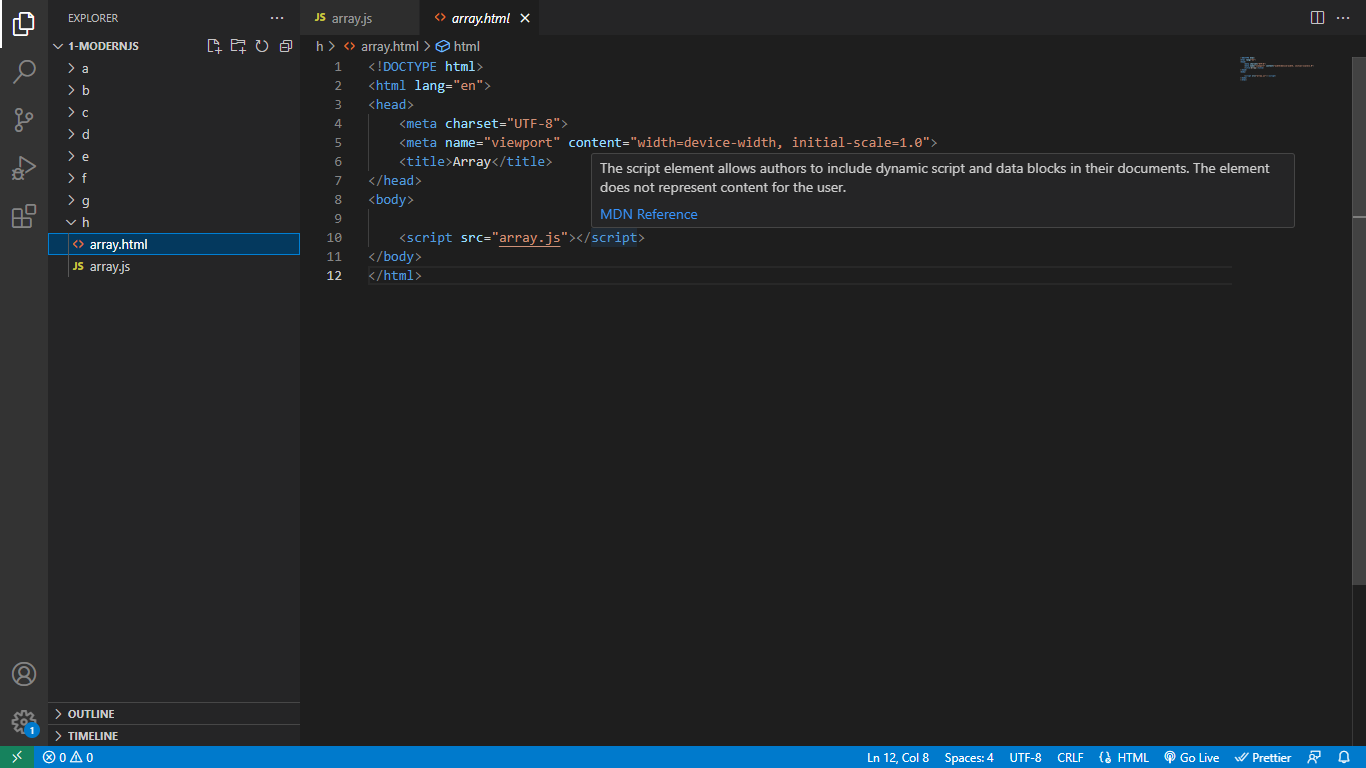 EXPLORER
1-MODERNJS
a
b
c
d
e
f
g
h
array.html
JS array.js
OUTLINE
TIMELINE
JS array.js
array.html
h > array.html > html
1 <!DOCTYPE html>
2 <html lang="en">
3 <head>
4 <meta charset="UTF-8">
5 <meta name="viewport" content="width=device-width, initial-scale=1.0">
6 <title>Array</title>
7 </head>
8 <body>
9
10 <script src="array.js"></script>
11 </body>
12 </html>
The script element allows authors to include dynamic script and data blocks in their documents. The element
does not represent content for the user.
MDN Reference
1
0 0 Ln 12, Col 8 Spaces: 4 UTF-8 CRLF HTML Go Live Prettier